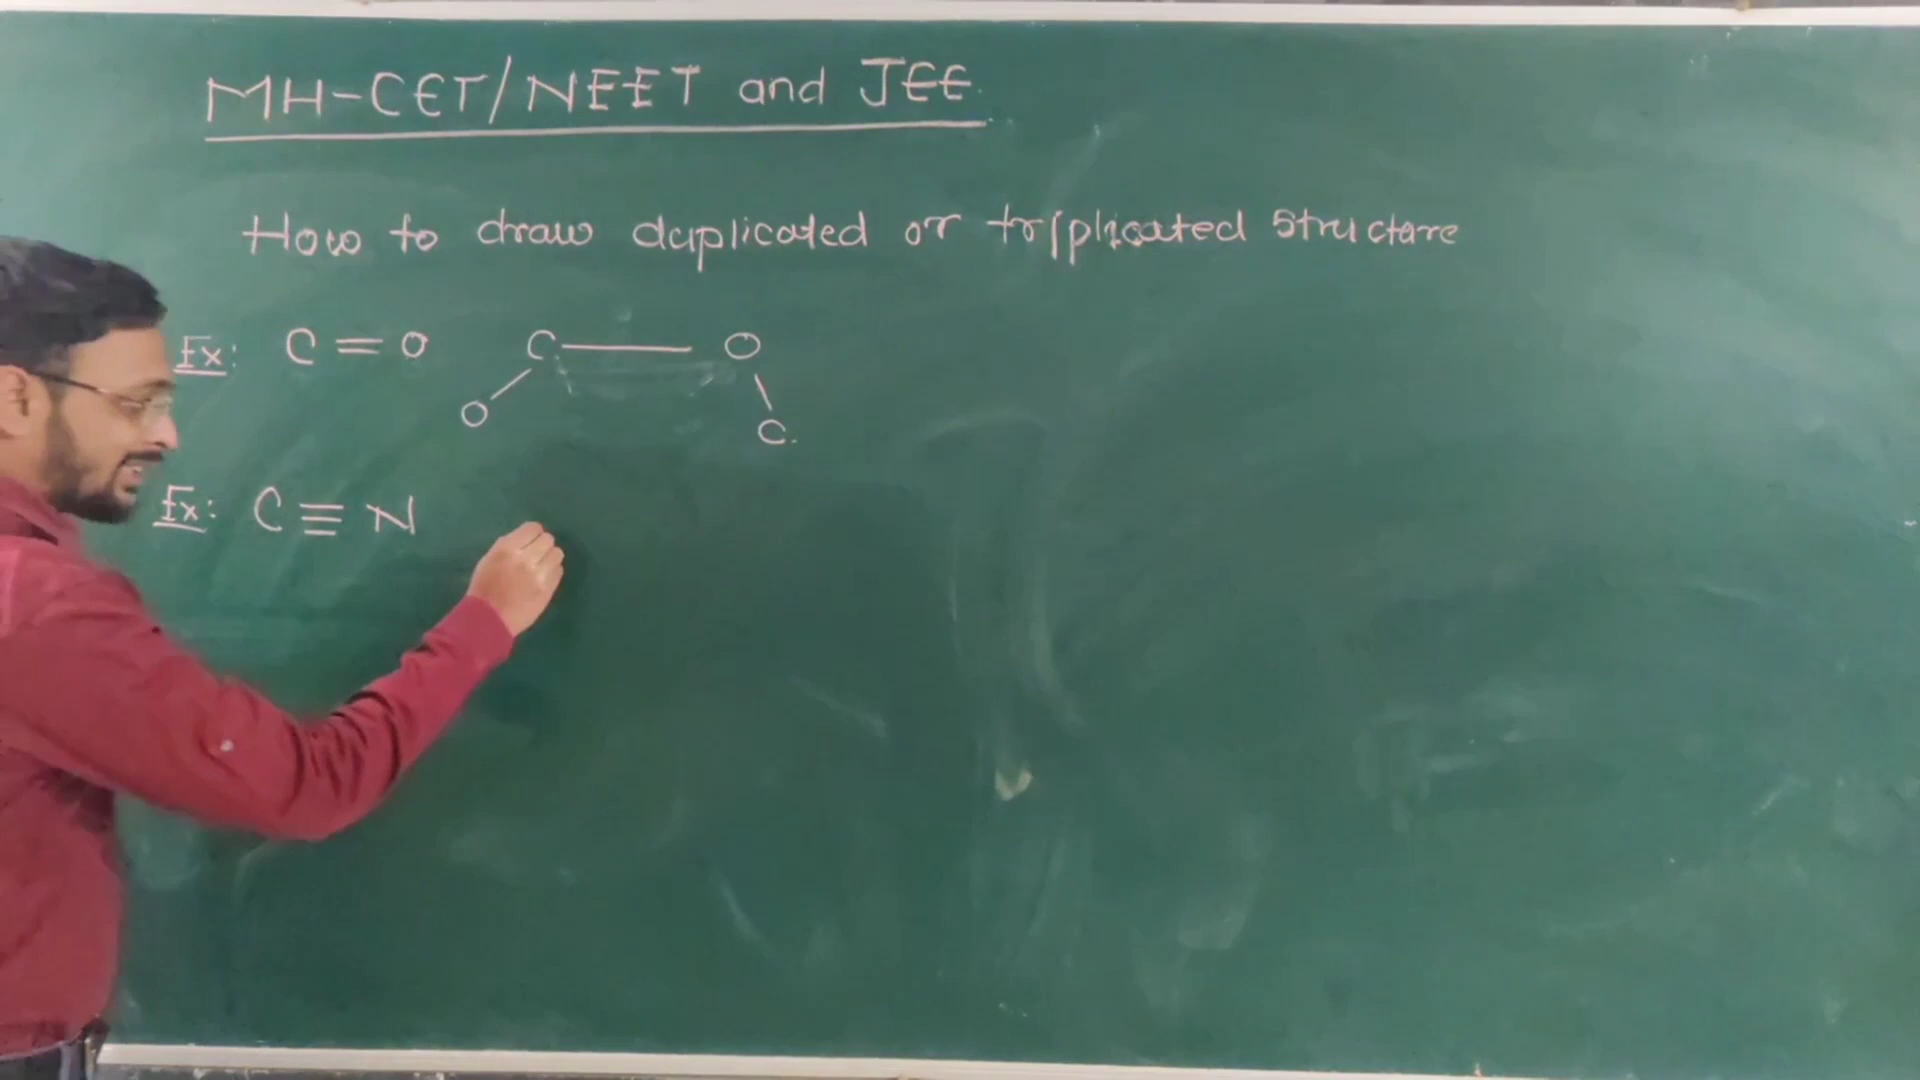 MH-CET/NEET and JEE
How to draw duplicated or triplicated structure
Ex: C = O C — O
O C
Ex: C ≡ N